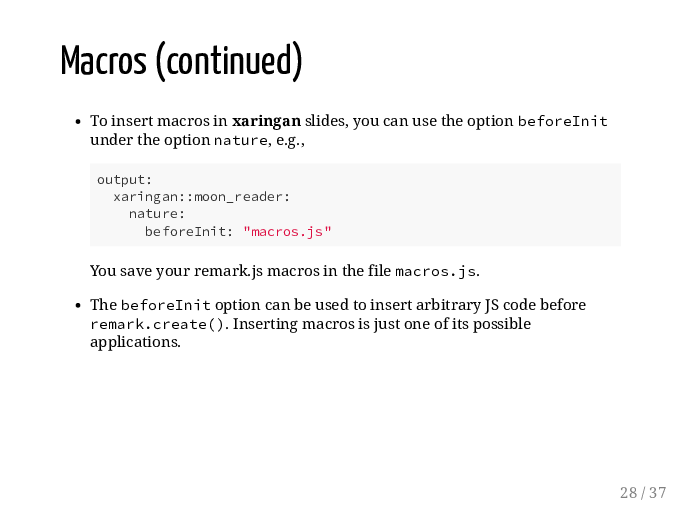 Macros (continued)
• To insert macros in xaringan slides, you can use the option beforeInit
under the option nature, e.g.,
output:
  xaringan::moon_reader:
    nature:
      beforeInit: "macros.js"
You save your remark.js macros in the file macros.js.
• The beforeInit option can be used to insert arbitrary JS code before
remark.create(). Inserting macros is just one of its possible
applications.
28 / 37